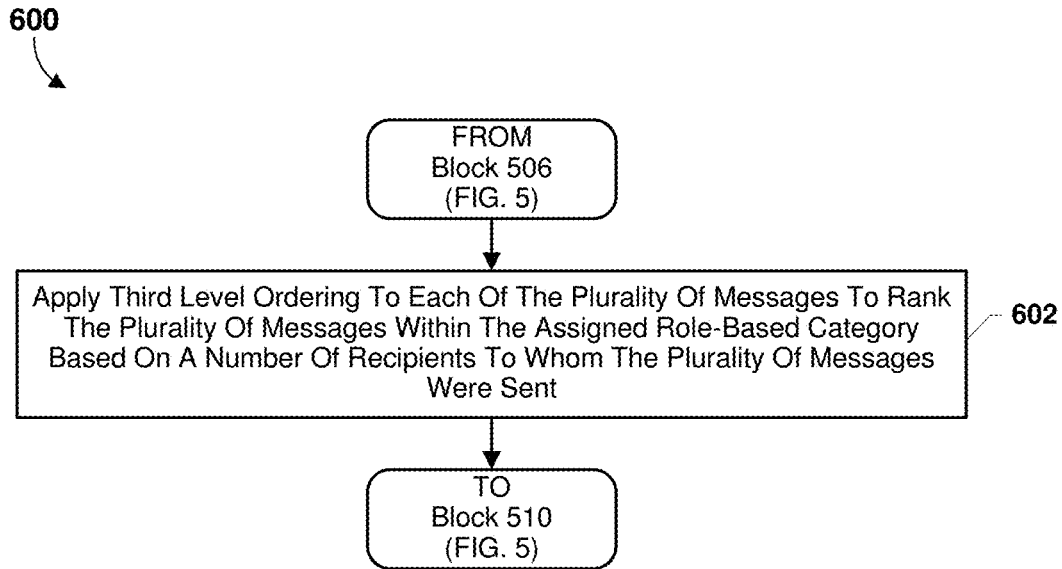 600
FROM
Block 506
(FIG. 5)
Apply Third Level Ordering To Each Of The Plurality Of Messages To Rank
The Plurality Of Messages Within The Assigned Role-Based Category
Based On A Number Of Recipients To Whom The Plurality Of Messages
Were Sent
602
TO
Block 510
(FIG. 5)